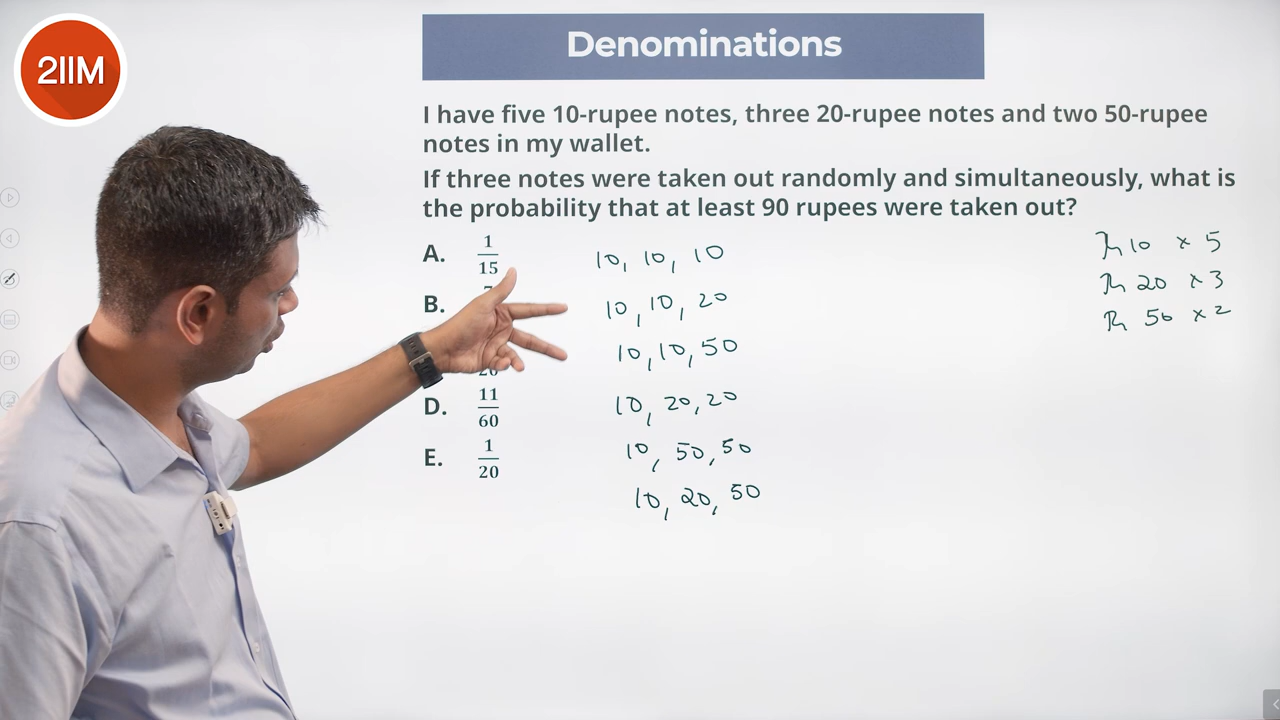 2IIM
Denominations
I have five 10-rupee notes, three 20-rupee notes and two 50-rupee
notes in my wallet.
If three notes were taken out randomly and simultaneously, what is
the probability that at least 90 rupees were taken out?
A. 1/15
B.
D. 11/60
E. 1/20
10, 10, 10
10, 10, 20
10, 10, 50
10, 20, 20
10, 50, 50
10, 20, 50
10 x 5
20 x 3
50 x 2